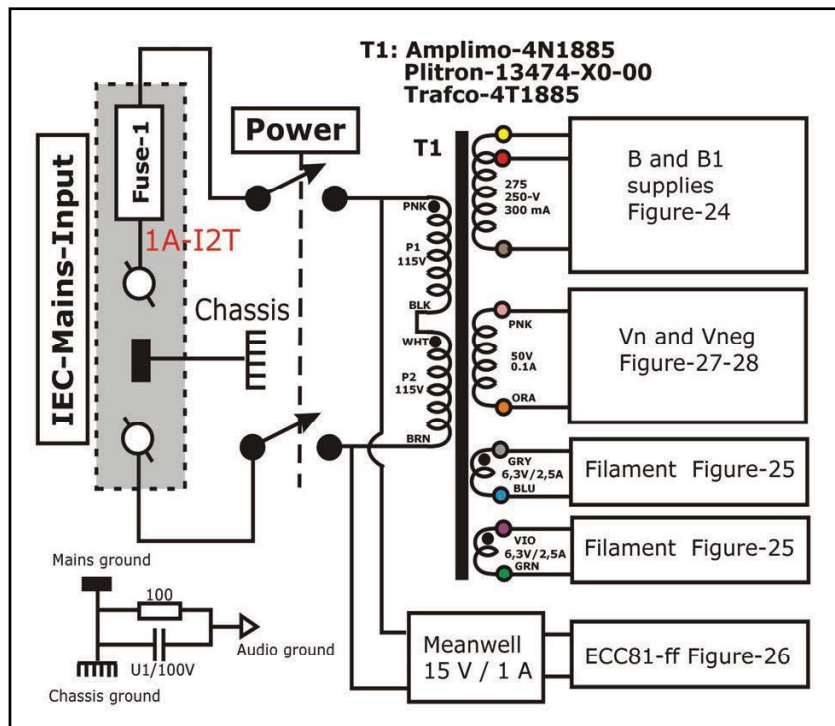 T1: Amplimo-4N1885
Plitron-13474-X0-00
Trafco-4T1885
IEC-Mains-Input
Fuse-1
1A-I2T
Power
Chassis
T1
PNK
P1
115V
BLK
WHT
P2
115V
BRN
275
250-V
300 mA
B and B1
supplies
Figure-24
PNK
50V
0.1A
ORA
Vn and Vneg
Figure-27-28
GRY
6,3V/2,5A
BLU
Filament Figure-25
VIO
6,3V/2,5A
GRN
Filament Figure-25
Meanwell
15 V / 1 A
ECC81-ff Figure-26
Mains ground
100
U1/100V
Audio ground
Chassis ground